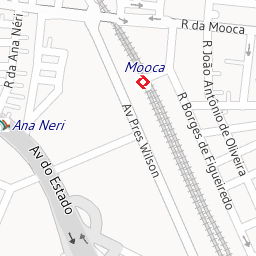 R da Mooca
R da Ana Neri
Mooca
R João Antônio de Oliveira
Av Pres Wilson
R Borges de Figueiredo
Ana Neri
Av do Estado